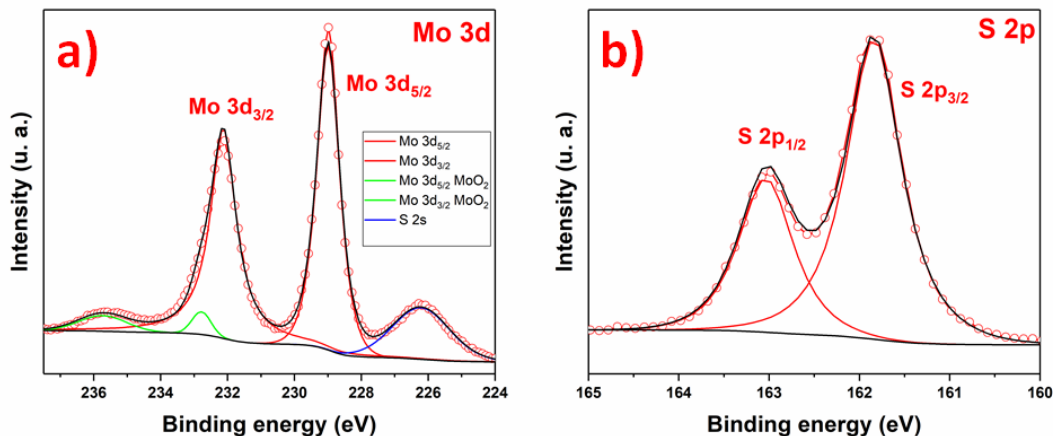 a)
Mo 3d
Mo 3d₃/₂
Mo 3d₅/₂
Mo 3d₅/₂
Mo 3d₃/₂
Mo 3d₅/₂ MoO₂
Mo 3d₃/₂ MoO₂
S 2s
Intensity (u. a.)
236 234 232 230 228 226 224
Binding energy (eV)
b)
S 2p
S 2p₁/₂
S 2p₃/₂
Intensity (u. a.)
165 164 163 162 161 160
Binding energy (eV)